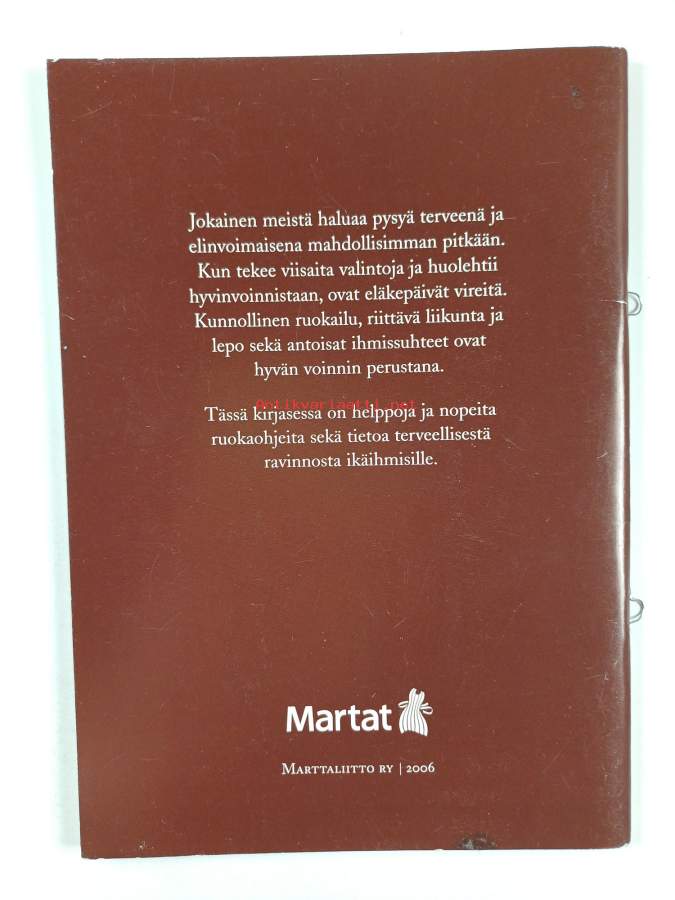 Jokainen meistä haluaa pysyä terveenä ja
elinvoimaisena mahdollisimman pitkään.
Kun tekee viisaita valintoja ja huolehtii
hyvinvoinnistaan, ovat eläkepäivät vireitä.
Kunnollinen ruokailu, riittävä liikunta ja
lepo sekä antoisat ihmissuhteet ovat
hyvän voinnin perustana.
Antikvariaatti.net
Tässä kirjasessa on helppoja ja nopeita
ruokaohjeita sekä tietoa terveellisestä
ravinnosta ikäihmisille.
Martat
Marttaliitto ry | 2006